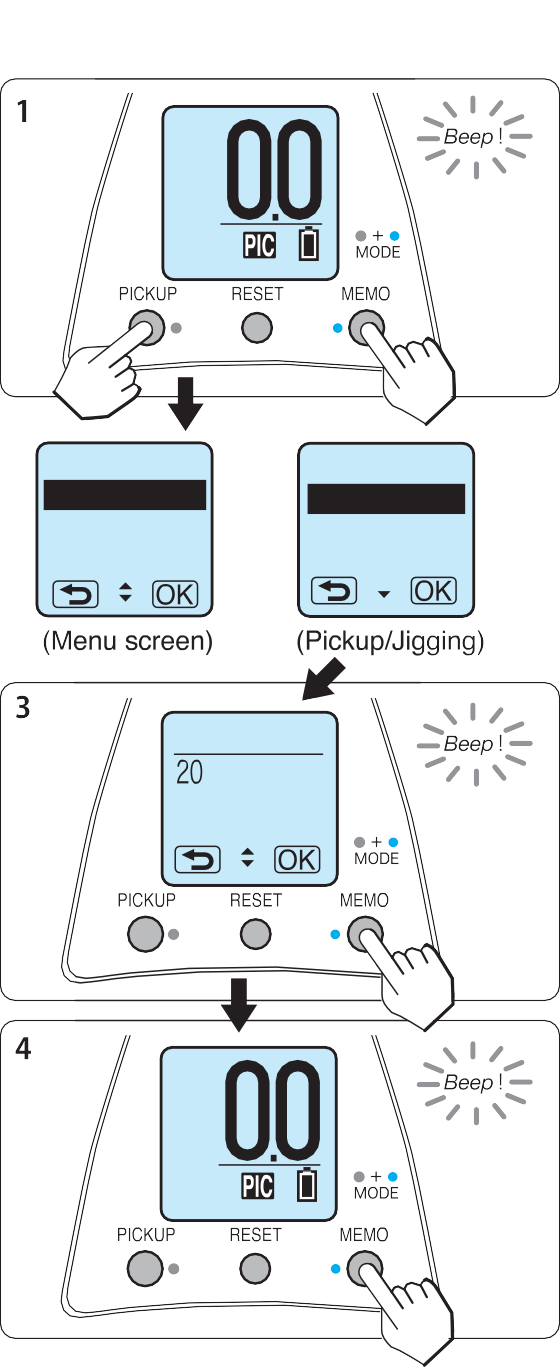 1
Beep !
0.0
PIC
+
MODE
PICKUP RESET MEMO
OK
OK
(Menu screen) (Pickup/Jigging)
3
Beep !
20
OK
+
MODE
PICKUP RESET MEMO
4
Beep !
0.0
PIC
+
MODE
PICKUP RESET MEMO